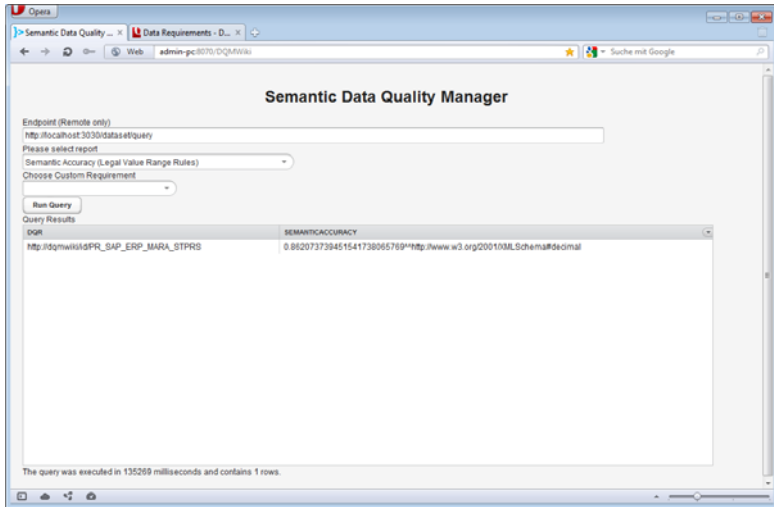 Opera
Semantic Data Quality ... ×
Data Requirements - D... ×
Web
admin-pc:8070/DQMWiki
Suche mit Google
Semantic Data Quality Manager
Endpoint (Remote only)
http://localhost:3030/dataset/query
Please select report
Semantic Accuracy (Legal Value Range Rules)
Choose Custom Requirement
Run Query
Query Results
DQR SEMANTICACCURACY
http://dqmwiki/id/PR_SAP_ERP_MARA_STPRS 0.862073739451541738065769^^http://www.w3.org/2001/XMLSchema#decimal
The query was executed in 135269 milliseconds and contains 1 rows.